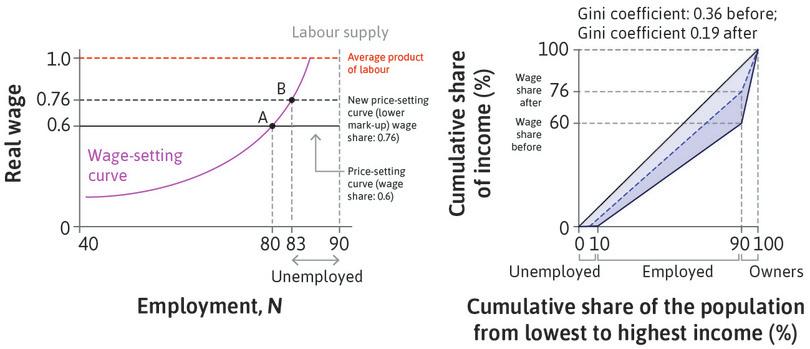 Labour supply
1.0
Average product
of labour
B
0.76
New price-setting
curve (lower
mark-up) wage
share: 0.76)
A
0.6
Real wage
Wage-setting
curve
Price-setting
curve (wage
share: 0.6)
0
40
80
83
90
Unemployed
Employment, N
Gini coefficient: 0.36 before;
Gini coefficient 0.19 after
100
Wage
share
after
76
Wage
share
before
60
Cumulative share
of income (%)
0
0
10
90
100
Unemployed
Employed
Owners
Cumulative share of the population
from lowest to highest income (%)